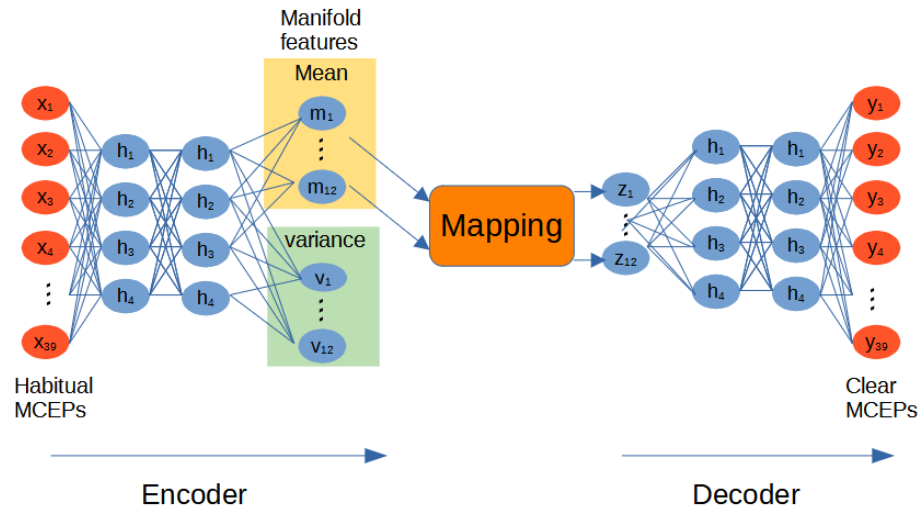 Manifold
features
Mean
x1
x2
x3
x4
x39
h1
h2
h3
h4
h1
h2
h3
h4
m1
m12
variance
v1
v12
Mapping
z1
z12
h1
h2
h3
h4
h1
h2
h3
h4
y1
y2
y3
y4
y39
Habitual
MCEPs
Clear
MCEPs
Encoder
Decoder